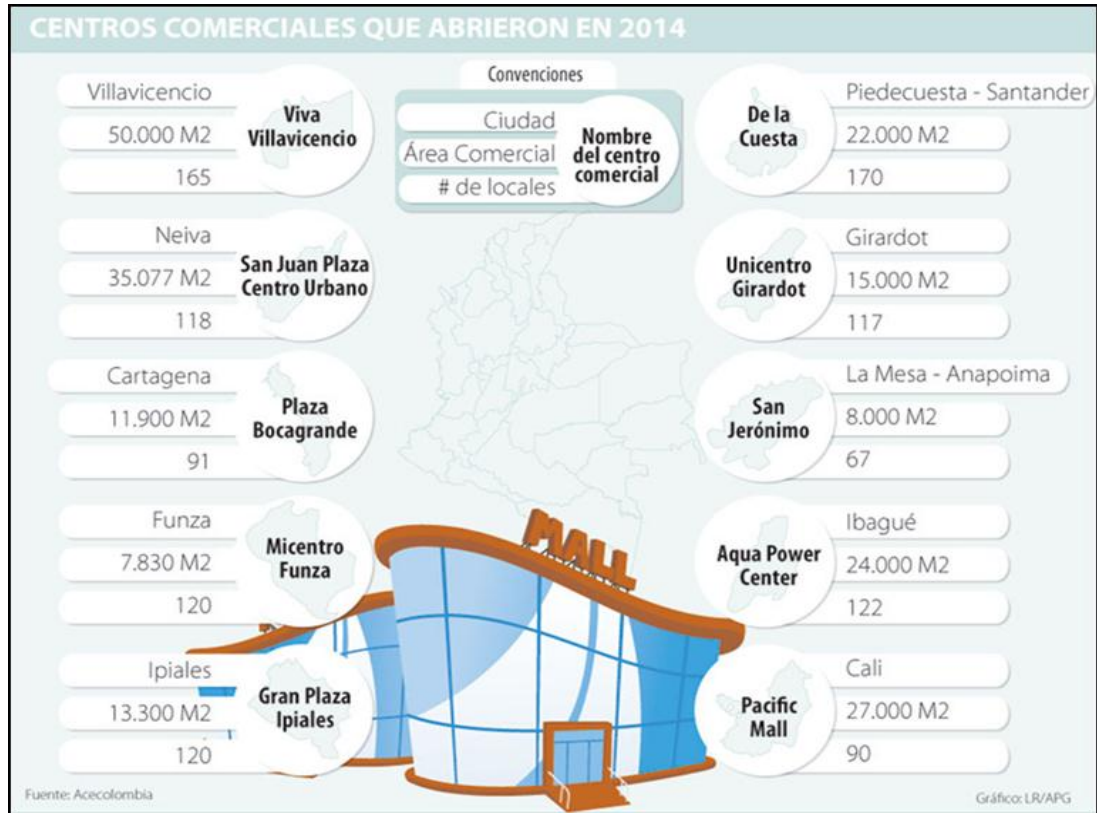 CENTROS COMERCIALES QUE ABRIERON EN 2014
Convenciones
Ciudad
Área Comercial
# de locales
Nombre
del centro
comercial
Villavicencio
50.000 M2
165
Viva
Villavicencio
Neiva
35.077 M2
118
San Juan Plaza
Centro Urbano
Cartagena
11.900 M2
91
Plaza
Bocagrande
Funza
7.830 M2
120
Micentro
Funza
Ipiales
13.300 M2
120
Gran Plaza
Ipiales
De la
Cuesta
Piedecuesta - Santander
22.000 M2
170
Unicentro
Girardot
Girardot
15.000 M2
117
San
Jerónimo
La Mesa - Anapoima
8.000 M2
67
Aqua Power
Center
Ibagué
24.000 M2
122
Pacific
Mall
Cali
27.000 M2
90
MALL
Fuente: Acecolombia
Gráfico: LR/APG